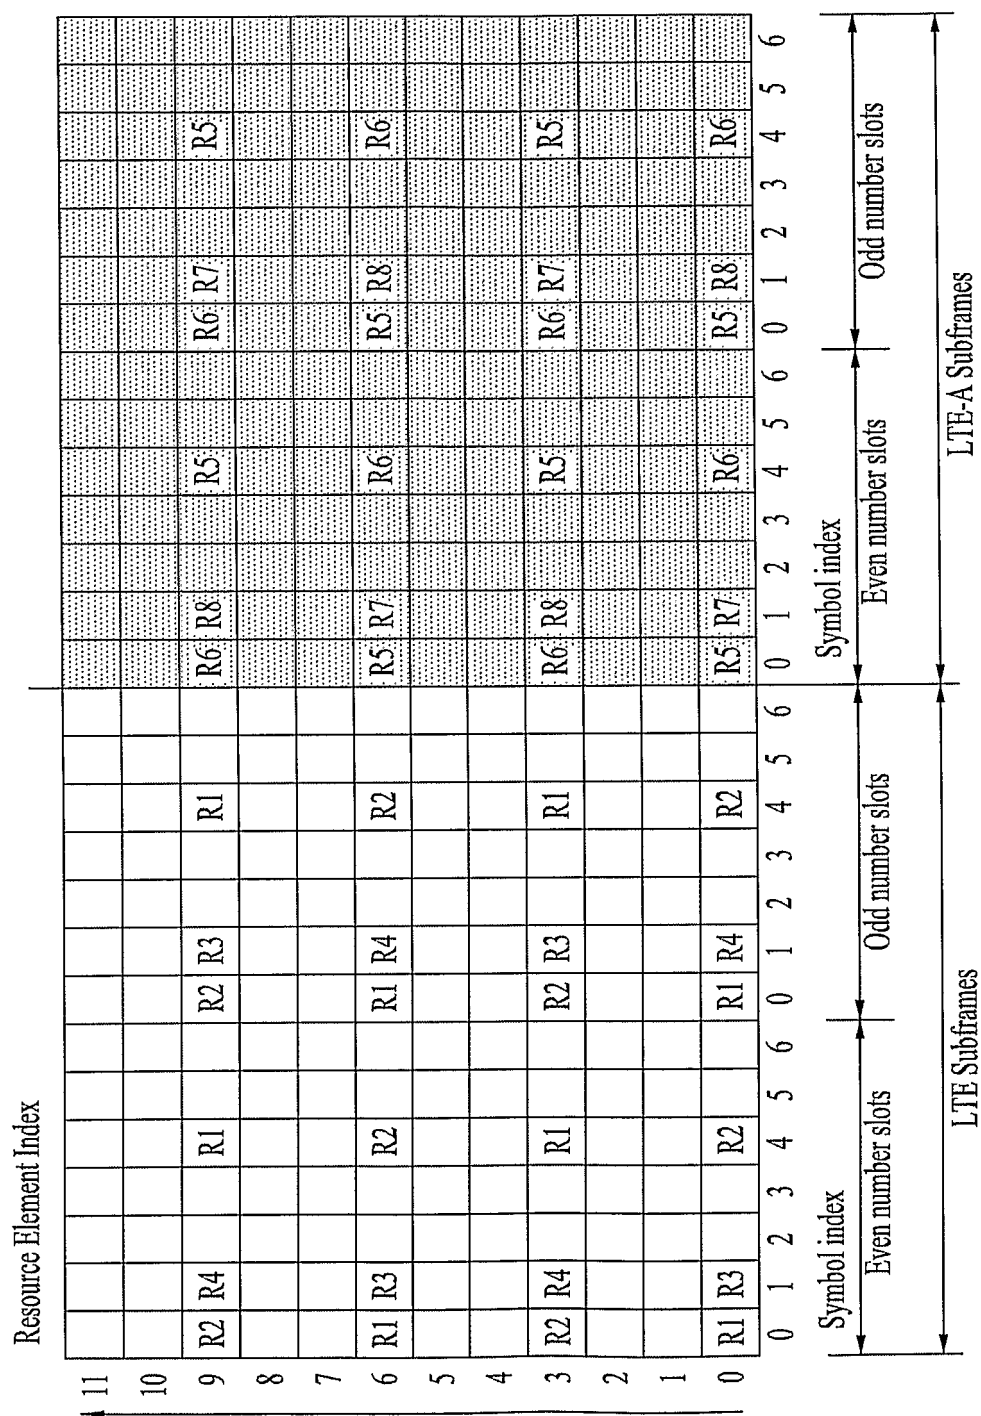 Resource Element Index
11
10
9 R2 R4 R1 R2 R3 R1 R6 R8 R5 R6 R7 R5
8
7
6 R1 R3 R2 R1 R4 R2 R5 R7 R6 R5 R8 R6
5
4
3 R2 R4 R1 R2 R3 R1 R6 R8 R5 R6 R7 R5
2
1
0 R1 R3 R2 R1 R4 R2 R5 R7 R6 R5 R8 R6
0 1 2 3 4 5 6 0 1 2 3 4 5 6 0 1 2 3 4 5 6 0 1 2 3 4 5 6
Symbol index Symbol index
Even number slots Odd number slots Even number slots Odd number slots
LTE Subframes LTE-A Subframes